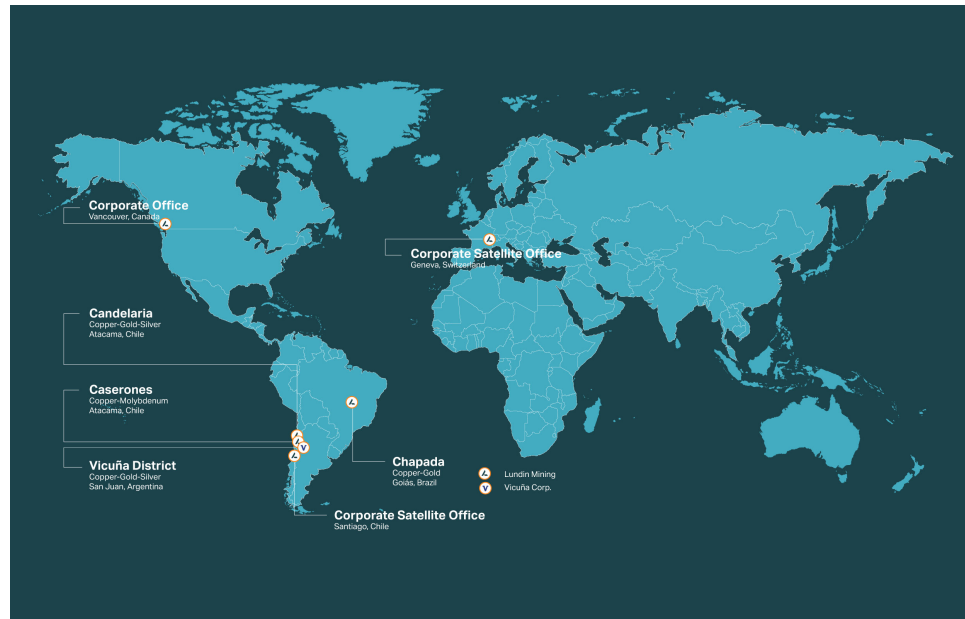 Corporate Office
Vancouver, Canada
Corporate Satellite Office
Geneva, Switzerland
Candelaria
Copper-Gold-Silver
Atacama, Chile
Caserones
Copper-Molybdenum
Atacama, Chile
Vicuña District
Copper-Gold-Silver
San Juan, Argentina
Chapada
Copper-Gold
Goiás, Brazil
Lundin Mining
V Vicuña Corp.
V
Corporate Satellite Office
Santiago, Chile